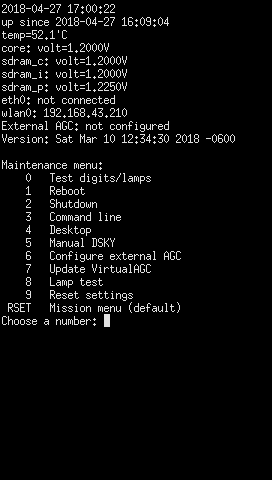 2018-04-27 17:00:22
up since 2018-04-27 16:09:04
temp=52.1'C
core: volt=1.2000V
sdram_c: volt=1.2000V
sdram_i: volt=1.2000V
sdram_p: volt=1.2250V
eth0: not connected
wlan0: 192.168.43.210
External AGC: not configured
Version: Sat Mar 10 12:34:30 2018 -0600
Maintenance menu:
0 Test digits/lamps
1 Reboot
2 Shutdown
3 Command line
4 Desktop
5 Manual DSKY
6 Configure external AGC
7 Update VirtualAGC
8 Lamp test
9 Reset settings
RSET Mission menu (default)
Choose a number: